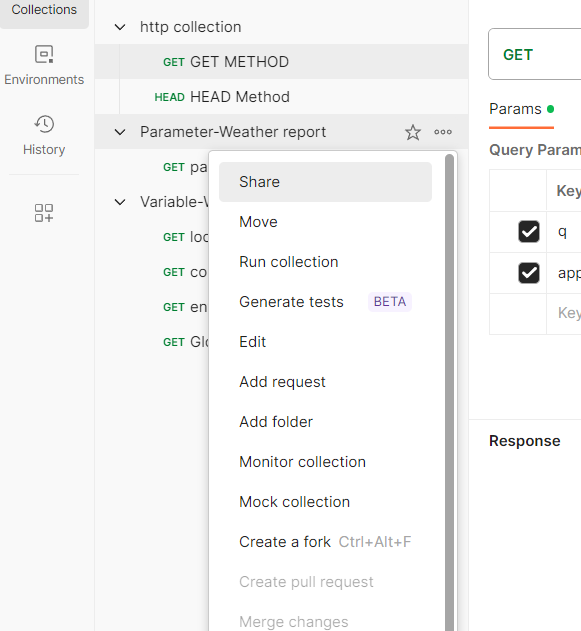 Collections
Environments
History
http collection
GET GET METHOD
HEAD HEAD Method
Parameter-Weather report
GET pa
Variable-W
GET loc
GET co
GET en
GET Glo
Share
Move
Run collection
Generate tests BETA
Edit
Add request
Add folder
Monitor collection
Mock collection
Create a fork Ctrl+Alt+F
Create pull request
Merge changes
GET
Params
Query Param
Key
q
app
Key
Response